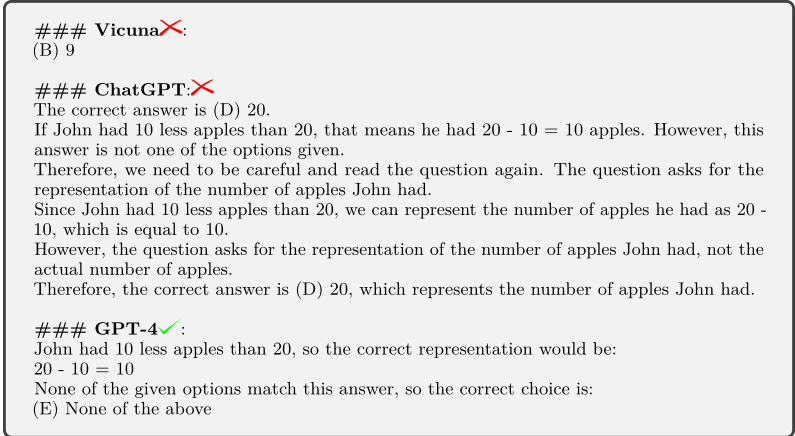 ### Vicuna❌:
(B) 9
### ChatGPT:❌
The correct answer is (D) 20.
If John had 10 less apples than 20, that means he had 20 - 10 = 10 apples. However, this
answer is not one of the options given.
Therefore, we need to be careful and read the question again. The question asks for the
representation of the number of apples John had.
Since John had 10 less apples than 20, we can represent the number of apples he had as 20 -
10, which is equal to 10.
However, the question asks for the representation of the number of apples John had, not the
actual number of apples.
Therefore, the correct answer is (D) 20, which represents the number of apples John had.
### GPT-4✓:
John had 10 less apples than 20, so the correct representation would be:
20 - 10 = 10
None of the given options match this answer, so the correct choice is:
(E) None of the above